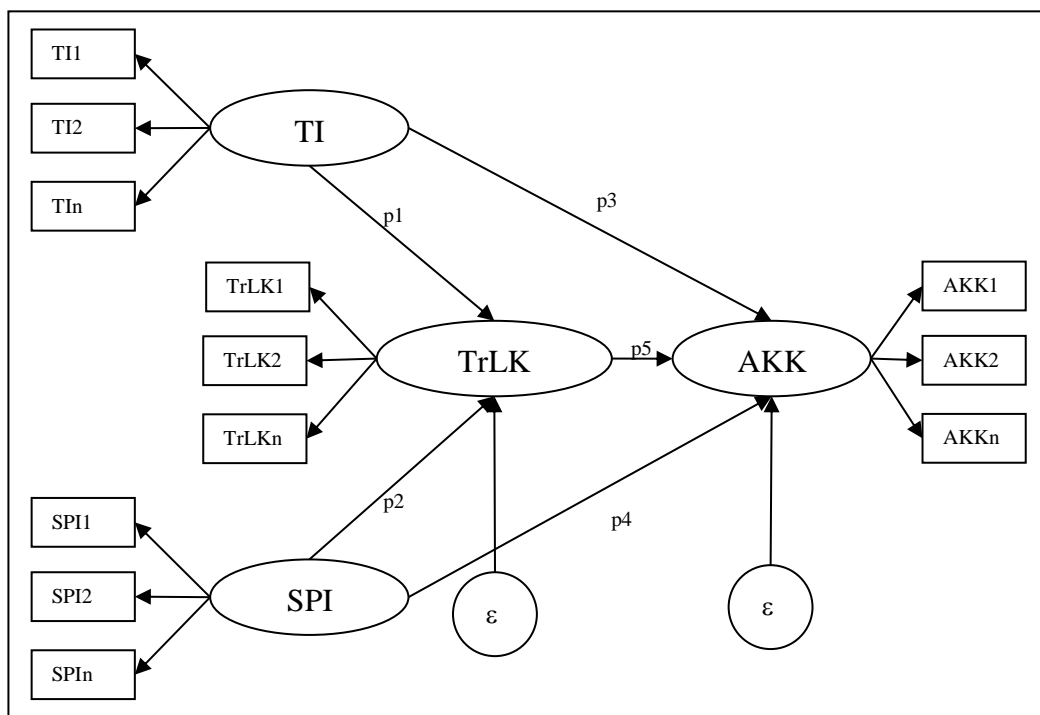 TI1
TI2
TIn
TI
p1
p3
TrLK1
TrLK2
TrLKn
TrLK
p5
AKK
AKK1
AKK2
AKKn
p2
p4
SPI1
SPI2
SPIn
SPI
ε
ε